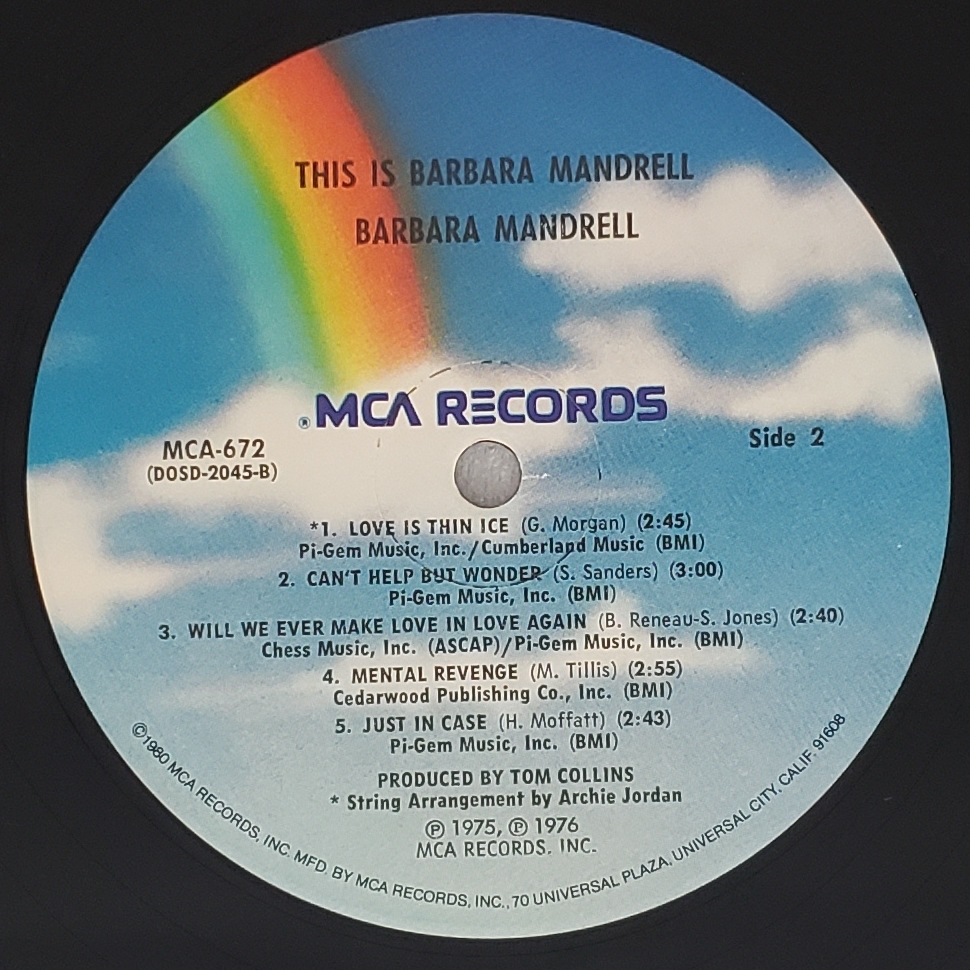 THIS IS BARBARA MANDRELL
BARBARA MANDRELL
® MCA RECORDS
MCA-672
(DOSD-2045-B)
Side 2
*1. LOVE IS THIN ICE (G. Morgan) (2:45)
Pi-Gem Music, Inc./Cumberland Music (BMI)
2. CAN'T HELP BUT WONDER (S. Sanders) (3:00)
Pi-Gem Music, Inc. (BMI)
3. WILL WE EVER MAKE LOVE IN LOVE AGAIN (B. Reneau-S. Jones) (2:40)
Chess Music, Inc. (ASCAP)/Pi-Gem Music, Inc. (BMI)
4. MENTAL REVENGE (M. Tillis) (2:55)
Cedarwood Publishing Co., Inc. (BMI)
5. JUST IN CASE (H. Moffatt) (2:43)
Pi-Gem Music, Inc. (BMI)
PRODUCED BY TOM COLLINS
* String Arrangement by Archie Jordan
℗ 1975, ℗ 1976
MCA RECORDS, INC.
©1980 MCA RECORDS, INC. MFD. BY MCA RECORDS, INC., 70 UNIVERSAL PLAZA, UNIVERSAL CITY, CALIF. 91608